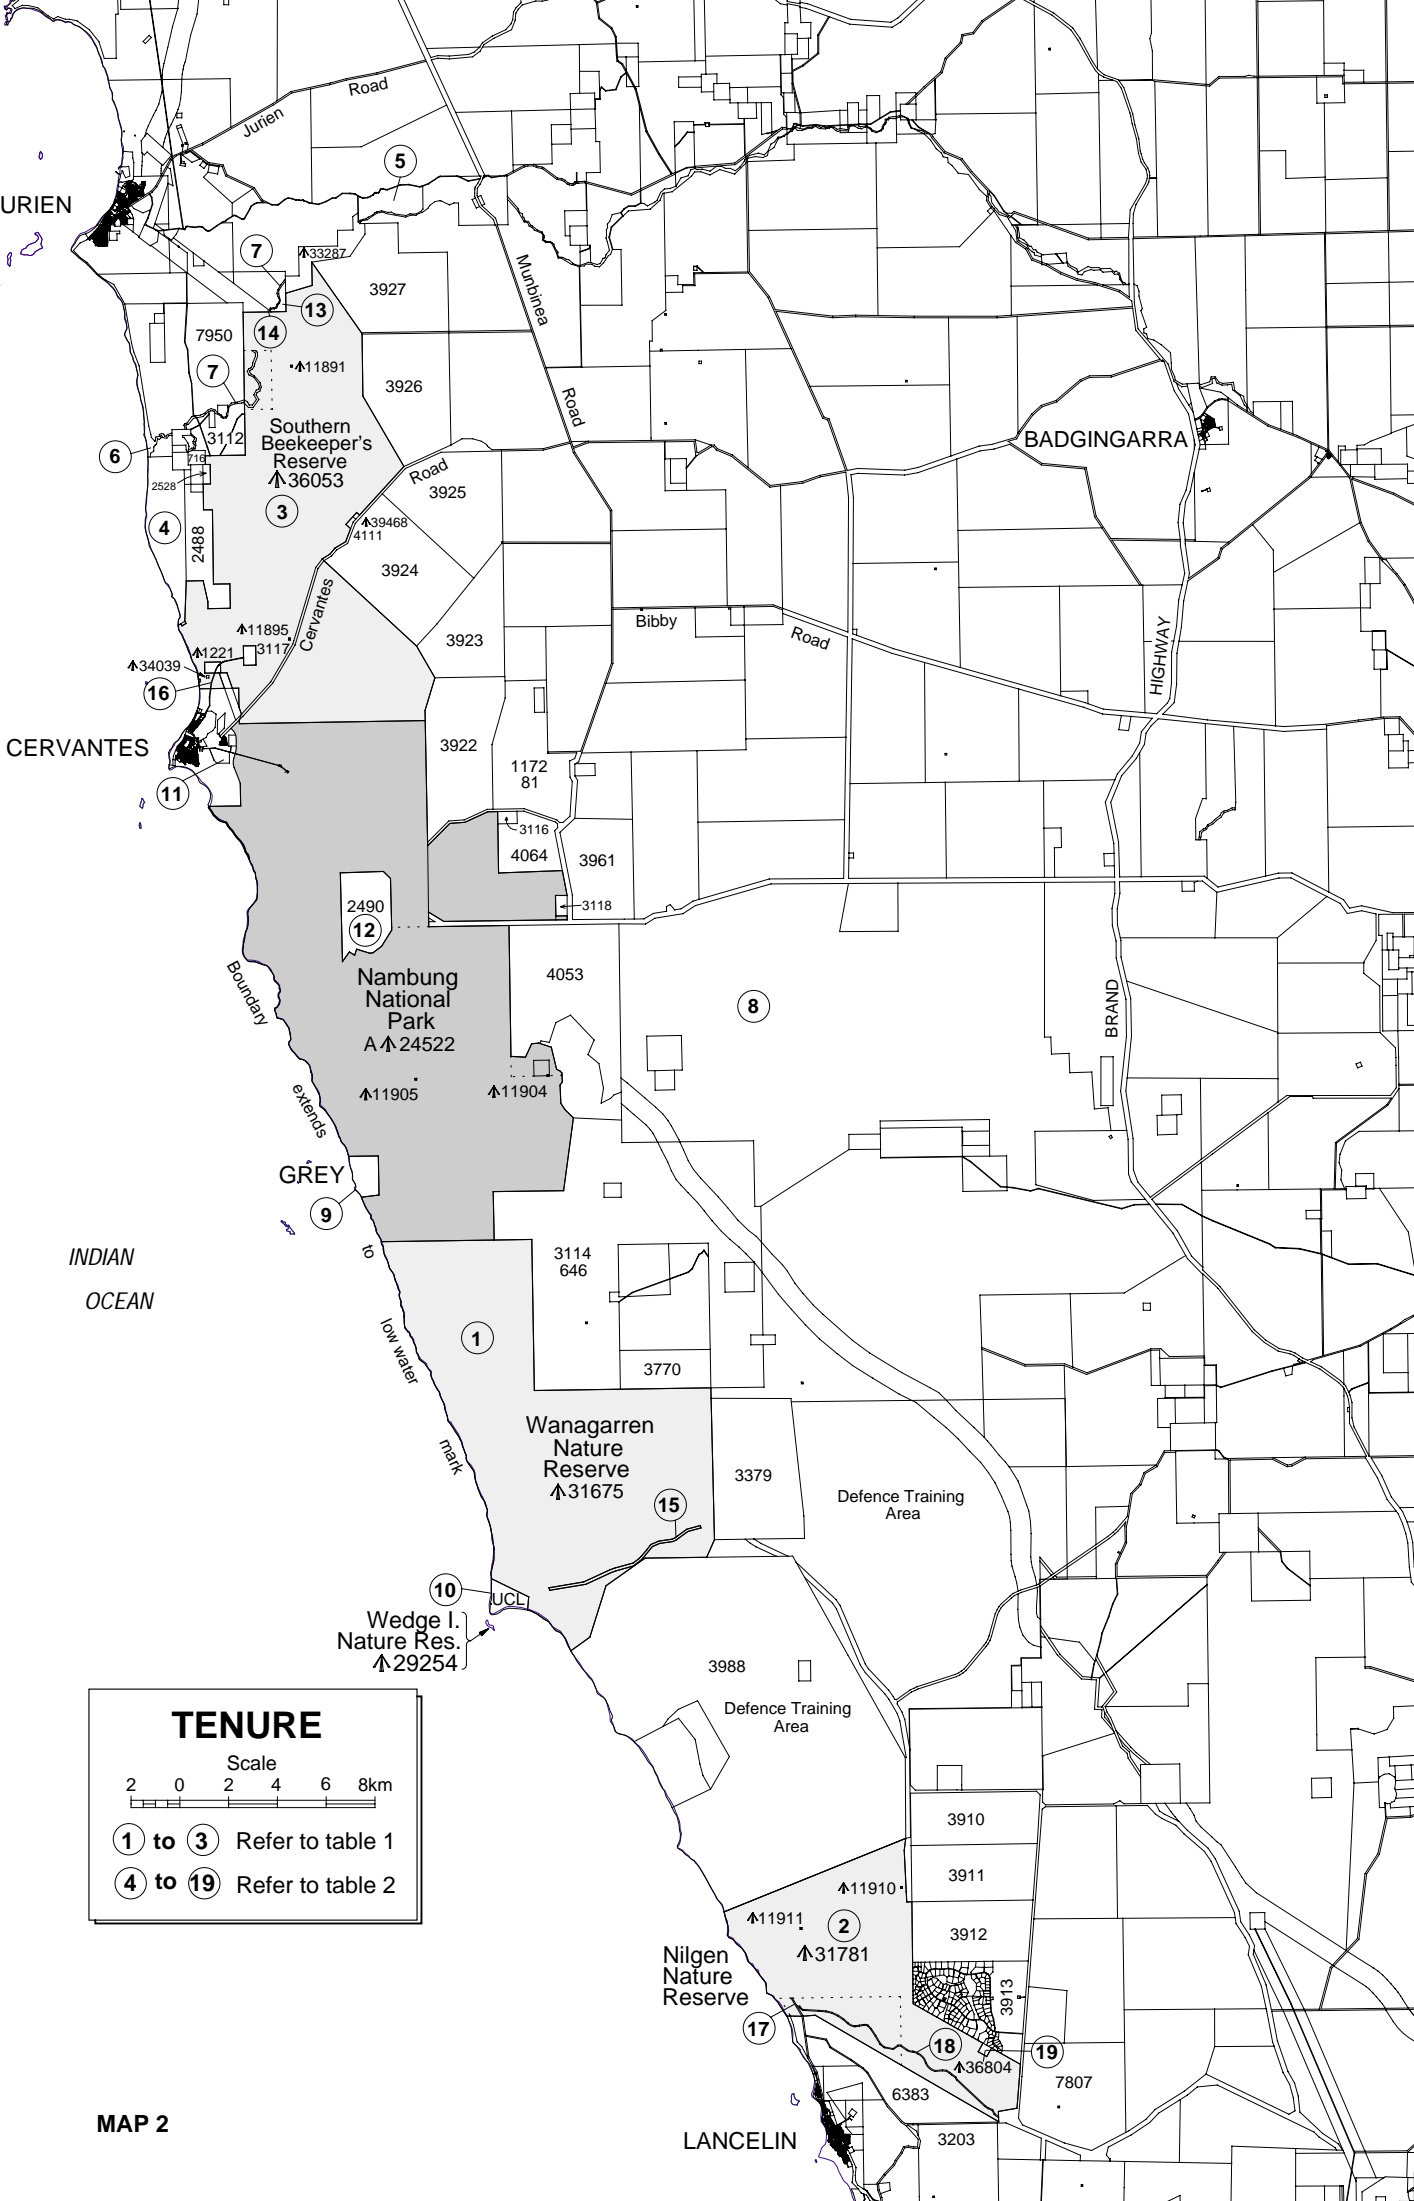 Road
Jurien
5
URIEN
7
33287
Munbinea
3927
13
14
7950
11891
7
3926
Road
Southern
Beekeeper's
Reserve
36053
3112
BADGINGARRA
6
716
2528
Road
3925
3
4
39468
4111
2488
3924
Cervantes
Bibby
Road
11895
3117
3923
1221
34039
16
HIGHWAY
CERVANTES
3922
1172
81
11
3116
4064
3961
2490
3118
12
Boundary
Nambung
National
Park
A 24522
4053
8
BRAND
11905
11904
extends
GREY
9
to
INDIAN
OCEAN
3114
646
1
low water
3770
mark
Wanagarren
Nature
Reserve
31675
3379
15
Defence Training
Area
10
UCL
Wedge I.
Nature Res.
29254
3988
Defence Training
Area
TENURE
Scale
2 0 2 4 6 8km
1 to 3 Refer to table 1
4 to 19 Refer to table 2
3910
3911
11910
11911
2
31781
3912
Nilgen
Nature
Reserve
3913
17
18
19
36804
6383
7807
MAP 2
LANCELIN
3203